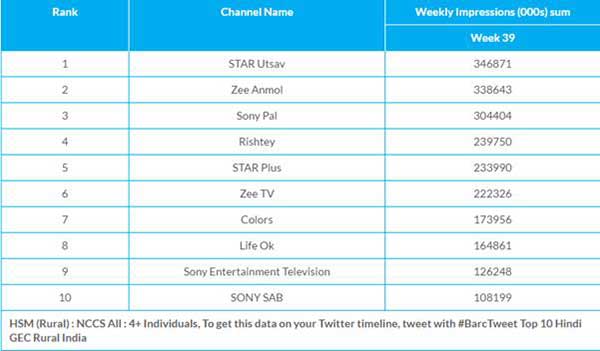 Rank Channel Name Weekly Impressions (000s) sum
Week 39
1 STAR Utsav 346871
2 Zee Anmol 338643
3 Sony Pal 304404
4 Rishtey 239750
5 STAR Plus 233990
6 Zee TV 222326
7 Colors 173956
8 Life Ok 164861
9 Sony Entertainment Television 126248
10 SONY SAB 108199
HSM (Rural) : NCCS All : 4+ Individuals, To get this data on your Twitter timeline, tweet with #BarcTweet Top 10 Hindi
GEC Rural India